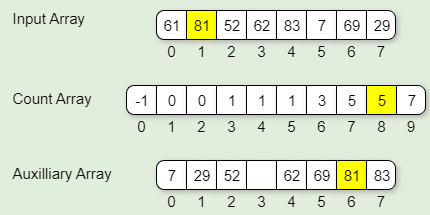 Input Array 61 81 52 62 83 7 69 29
0 1 2 3 4 5 6 7
Count Array -1 0 0 1 1 1 3 5 5 7
0 1 2 3 4 5 6 7 8 9
Auxilliary Array 7 29 52 62 69 81 83
0 1 2 3 4 5 6 7